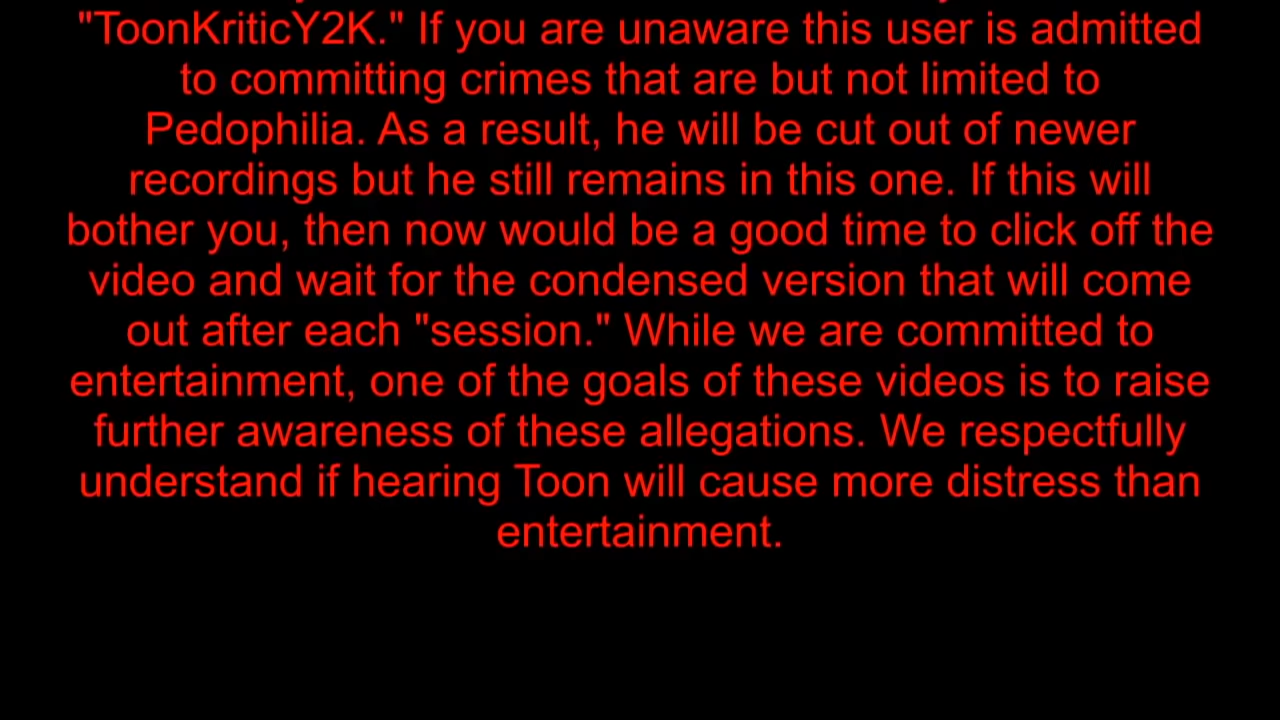 "ToonKriticY2K." If you are unaware this user is admitted
to committing crimes that are but not limited to
Pedophilia. As a result, he will be cut out of newer
recordings but he still remains in this one. If this will
bother you, then now would be a good time to click off the
video and wait for the condensed version that will come
out after each "session." While we are committed to
entertainment, one of the goals of these videos is to raise
further awareness of these allegations. We respectfully
understand if hearing Toon will cause more distress than
entertainment.